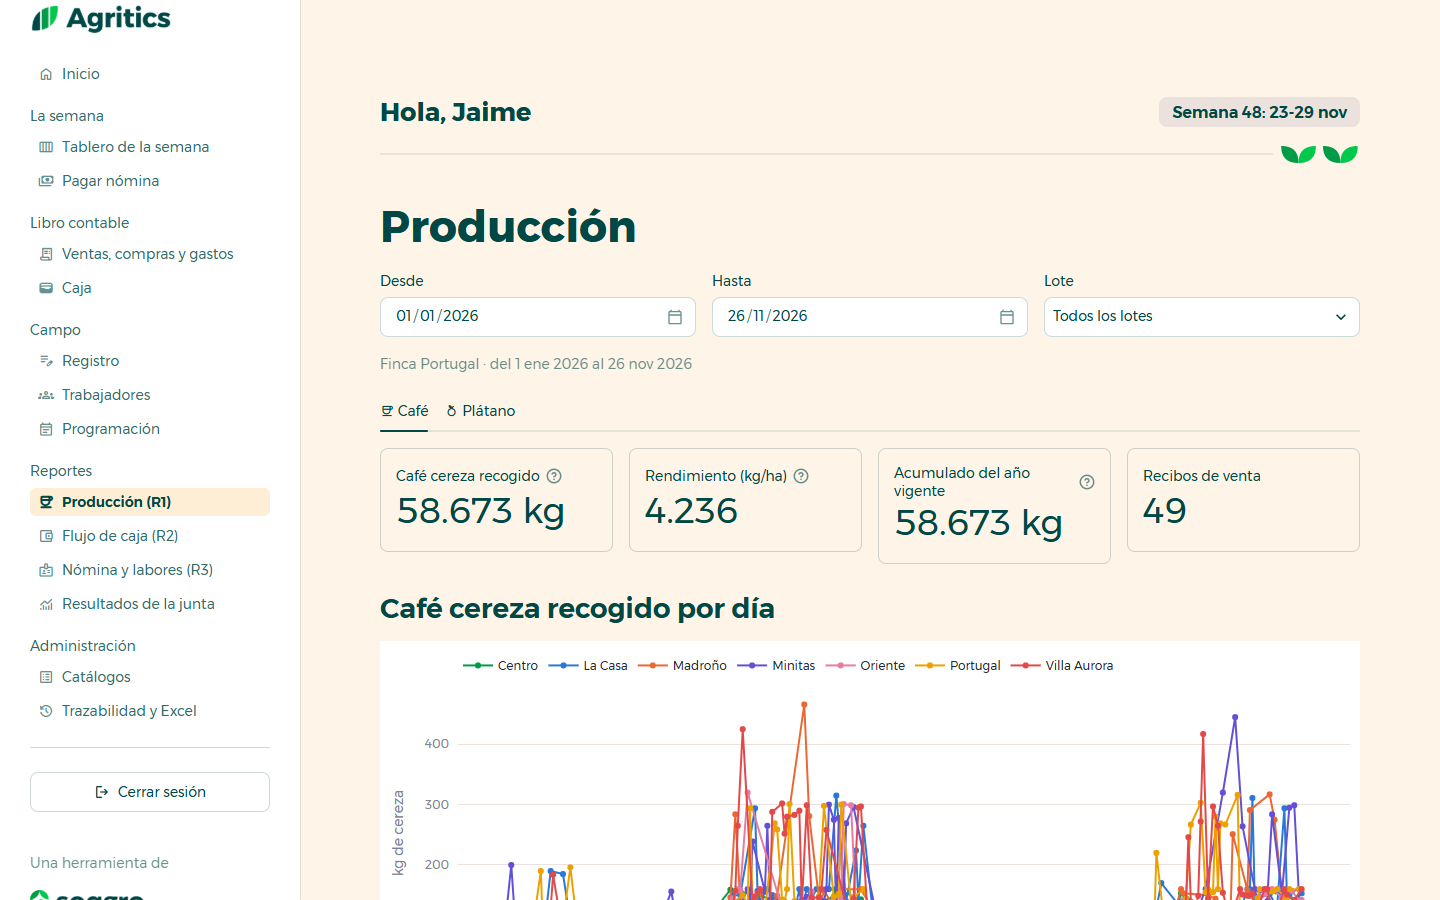 Agritics
Inicio
La semana
Tablero de la semana
Pagar nómina
Libro contable
Ventas, compras y gastos
Caja
Campo
Registro
Trabajadores
Programación
Reportes
Producción (R1)
Flujo de caja (R2)
Nómina y labores (R3)
Resultados de la junta
Administración
Catálogos
Trazabilidad y Excel
Cerrar sesión
Una herramienta de
Hola, Jaime
Semana 48: 23-29 nov
Producción
Desde
Hasta
Lote
01/01/2026
26/11/2026
Todos los lotes
Finca Portugal · del 1 ene 2026 al 26 nov 2026
Café
Plátano
Café cereza recogido
58.673 kg
Rendimiento (kg/ha)
4.236
Acumulado del año
vigente
58.673 kg
Recibos de venta
49
Café cereza recogido por día
Centro La Casa Madroño Minitas Oriente Portugal Villa Aurora
kg de cereza
400
300
200